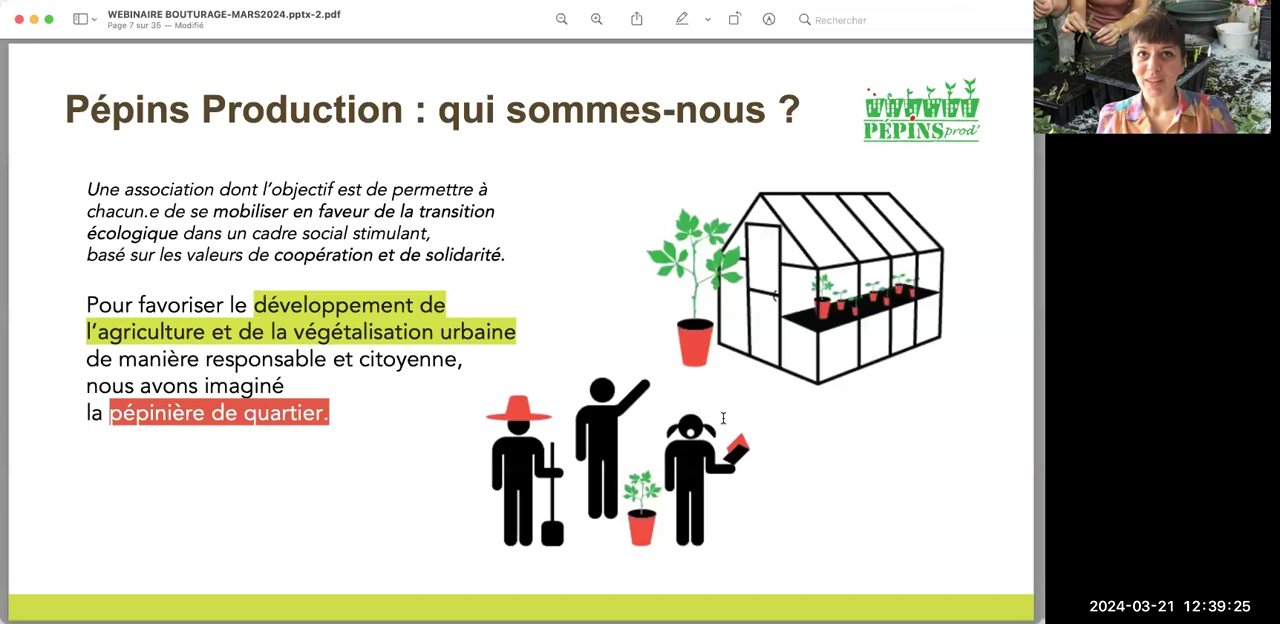 WEBINAIRE BOUTURAGE-MARS2024.pptx-2.pdf
Page 7 sur 35 — Modifié
Rechercher
Pépins Production : qui sommes-nous ?
PÉPINS prod'
Une association dont l'objectif est de permettre à
chacun.e de se mobiliser en faveur de la transition
écologique dans un cadre social stimulant,
basé sur les valeurs de coopération et de solidarité.
Pour favoriser le développement de
l'agriculture et de la végétalisation urbaine
de manière responsable et citoyenne,
nous avons imaginé
la pépinière de quartier.
2024-03-21 12:39:25